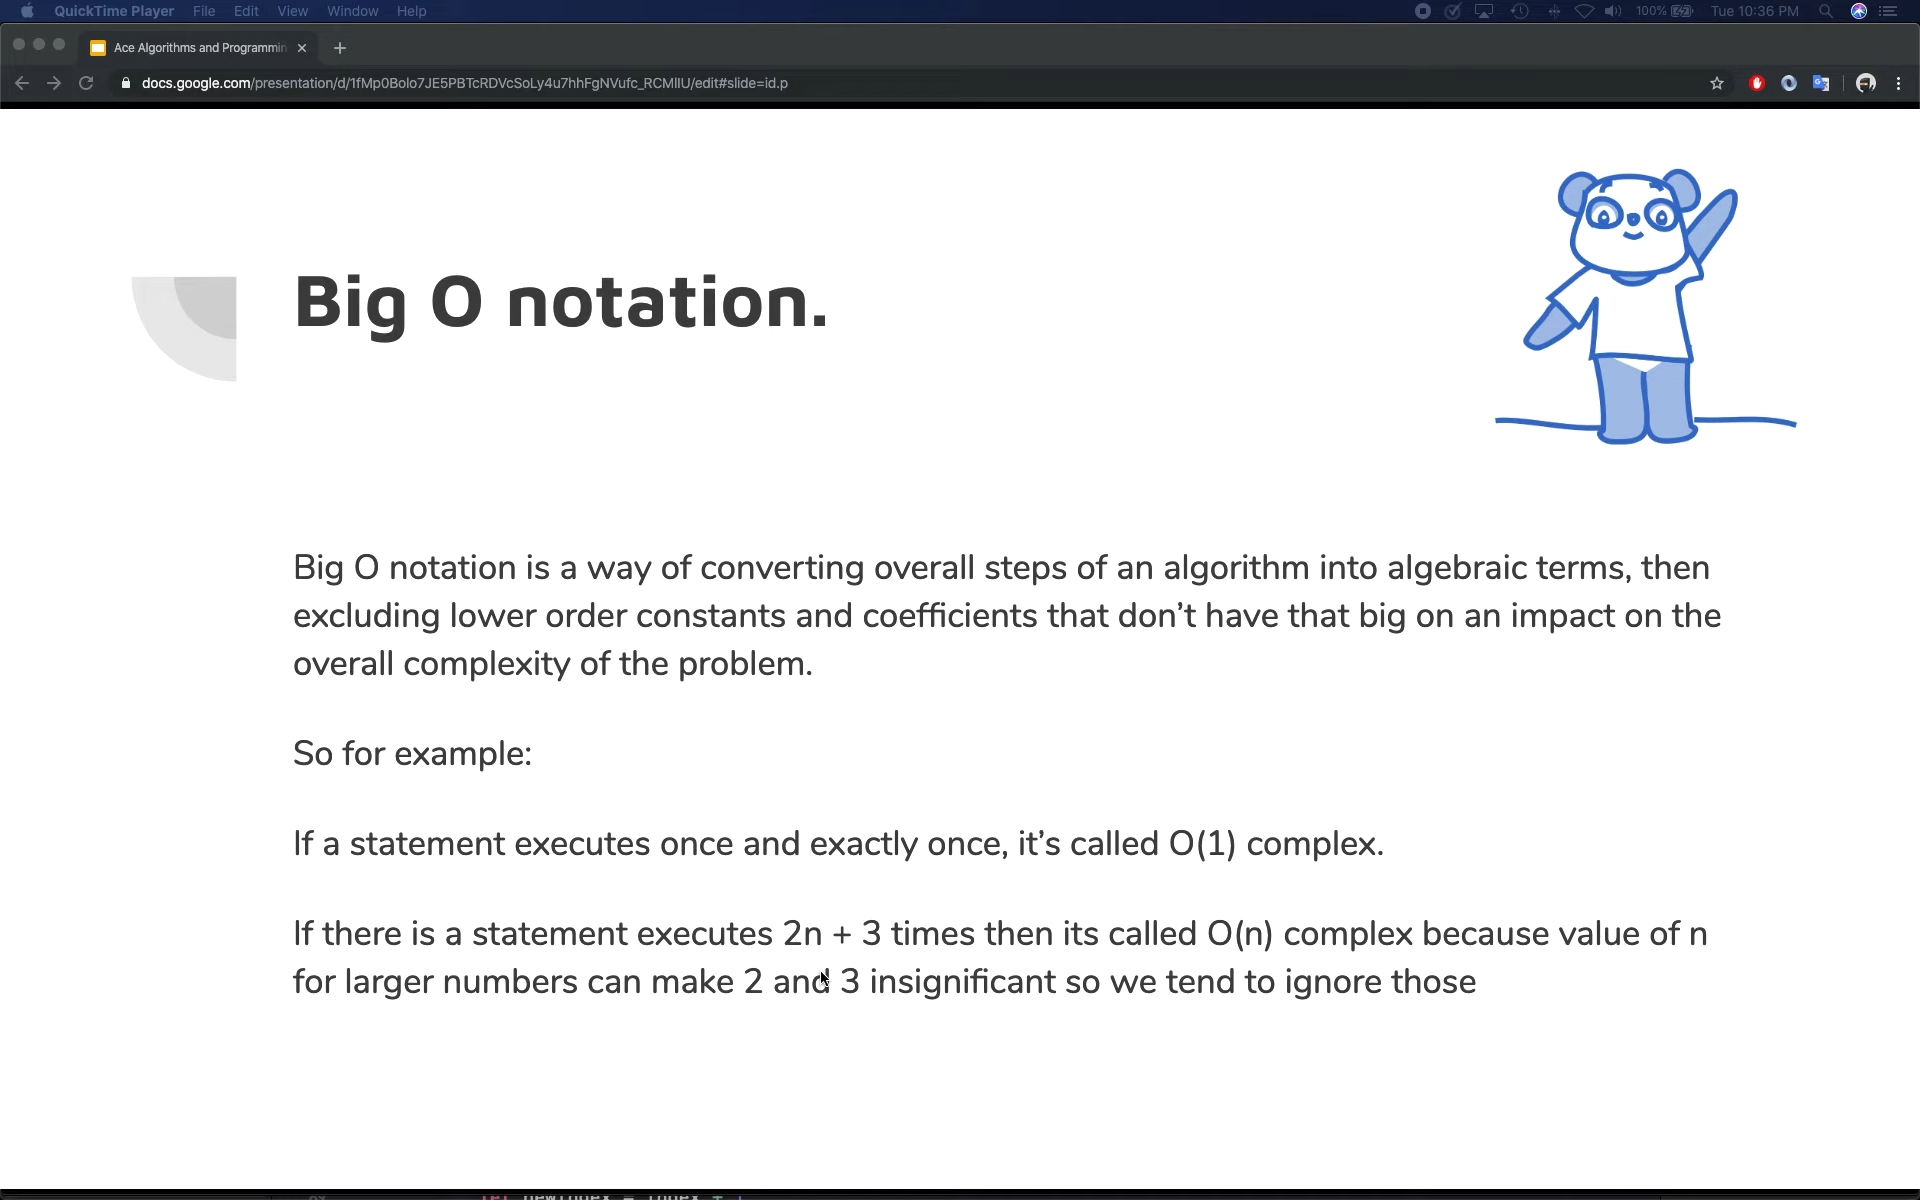 QuickTime Player File Edit View Window Help 100% Tue 10:36 PM
Ace Algorithms and Programmin
docs.google.com/presentation/d/1fMp0Bolo7JE5PBTcRDVcSoLy4u7hhFgNVufc_RCMIlU/edit#slide=id.p
Big O notation.
Big O notation is a way of converting overall steps of an algorithm into algebraic terms, then
excluding lower order constants and coefficients that don’t have that big on an impact on the
overall complexity of the problem.
So for example:
If a statement executes once and exactly once, it’s called O(1) complex.
If there is a statement executes 2n + 3 times then its called O(n) complex because value of n
for larger numbers can make 2 and 3 insignificant so we tend to ignore those